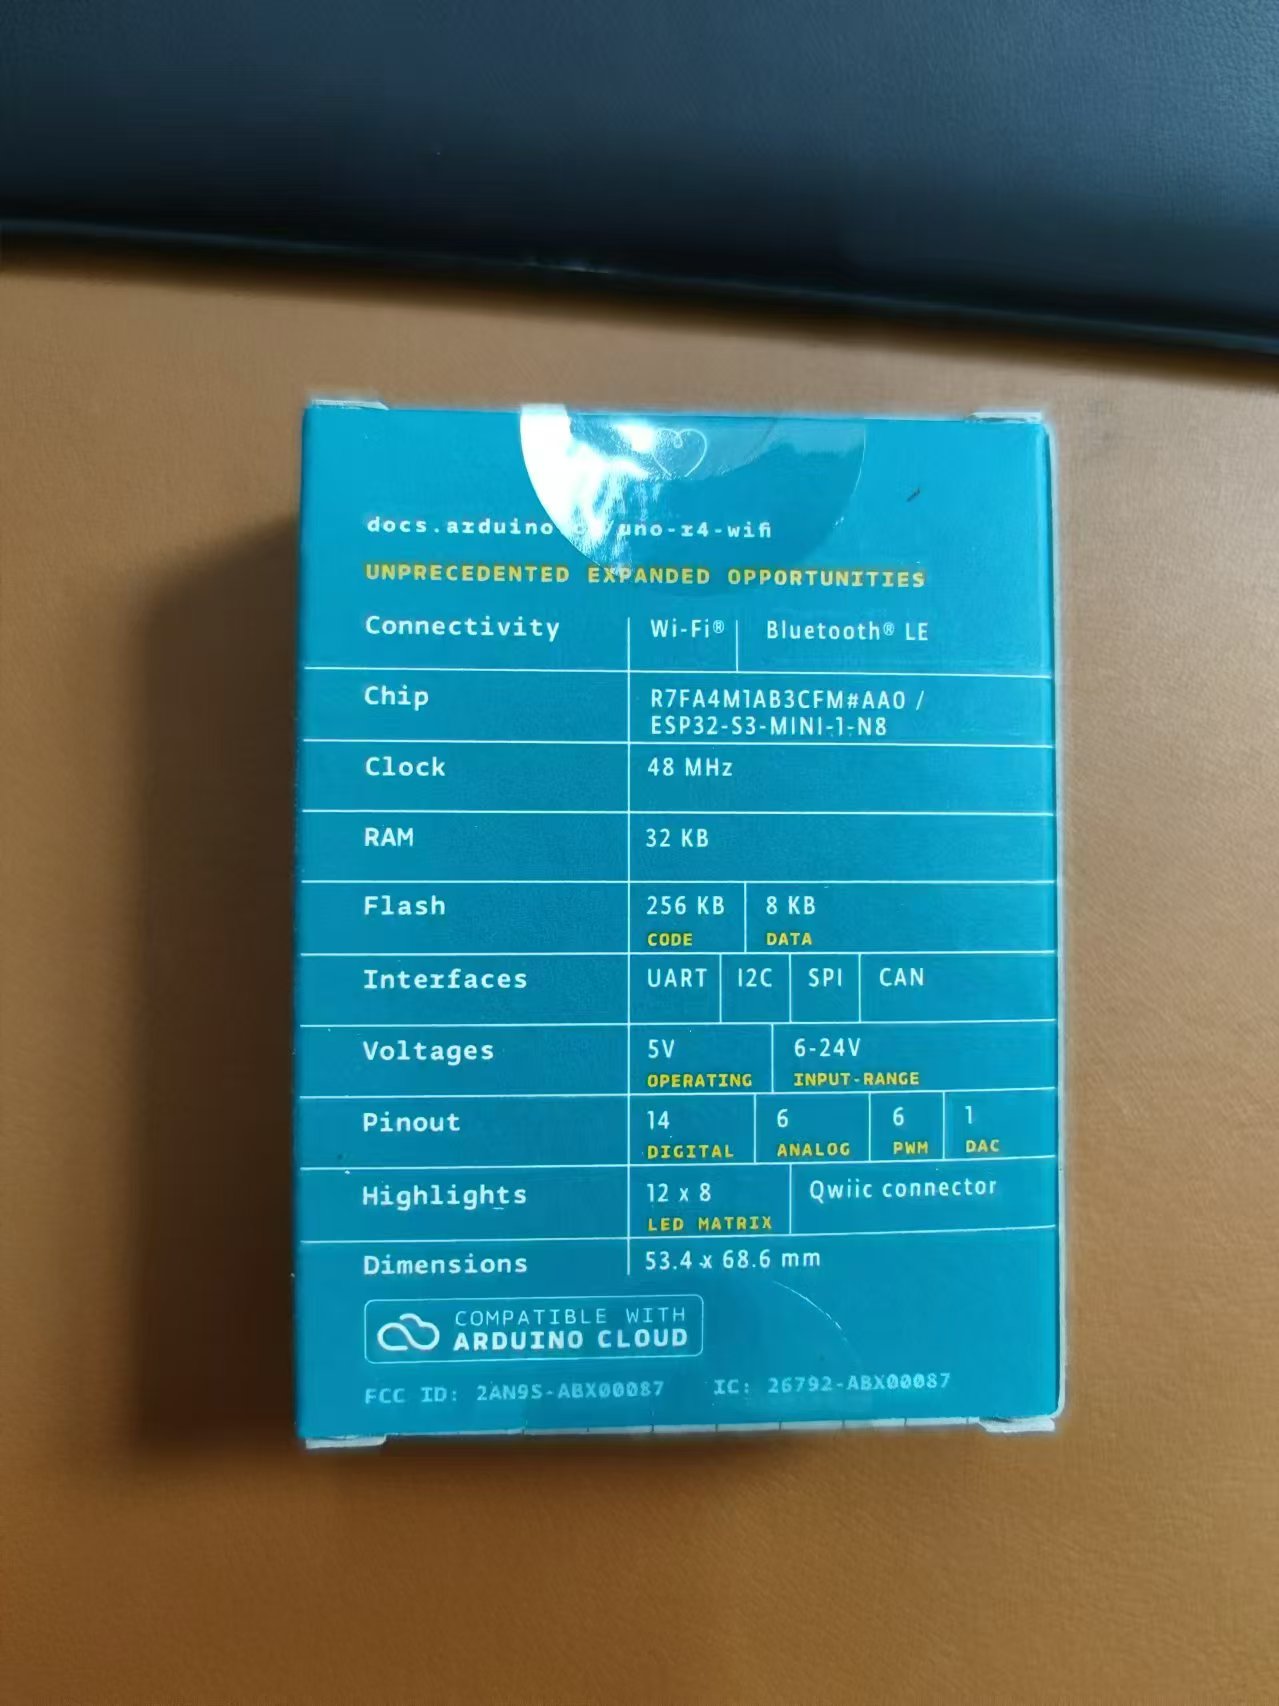 docs.arduino /uno-r4-wifi
UNPRECEDENTED EXPANDED OPPORTUNITIES
Connectivity Wi-Fi® Bluetooth® LE
Chip R7FA4M1AB3CFM#AA0 /
ESP32-S3-MINI-1-N8
Clock 48 MHz
RAM 32 KB
Flash 256 KB 8 KB
CODE DATA
Interfaces UART I2C SPI CAN
Voltages 5V 6-24V
OPERATING INPUT-RANGE
Pinout 14 6 6 1
DIGITAL ANALOG PWM DAC
Highlights 12 x 8 Qwiic connector
LED MATRIX
Dimensions 53.4 x 68.6 mm
COMPATIBLE WITH
ARDUINO CLOUD
FCC ID: 2AN9S-ABX00087 IC: 26792-ABX00087